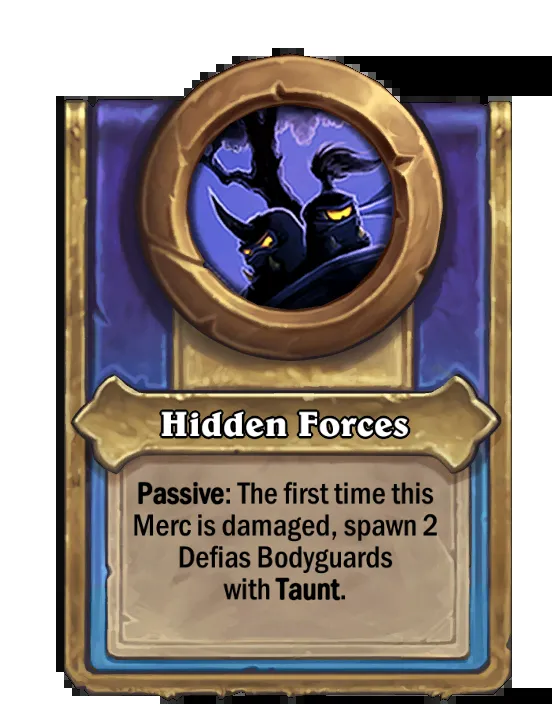 Hidden Forces
Passive: The first time this
Merc is damaged, spawn 2
Defias Bodyguards
with Taunt.